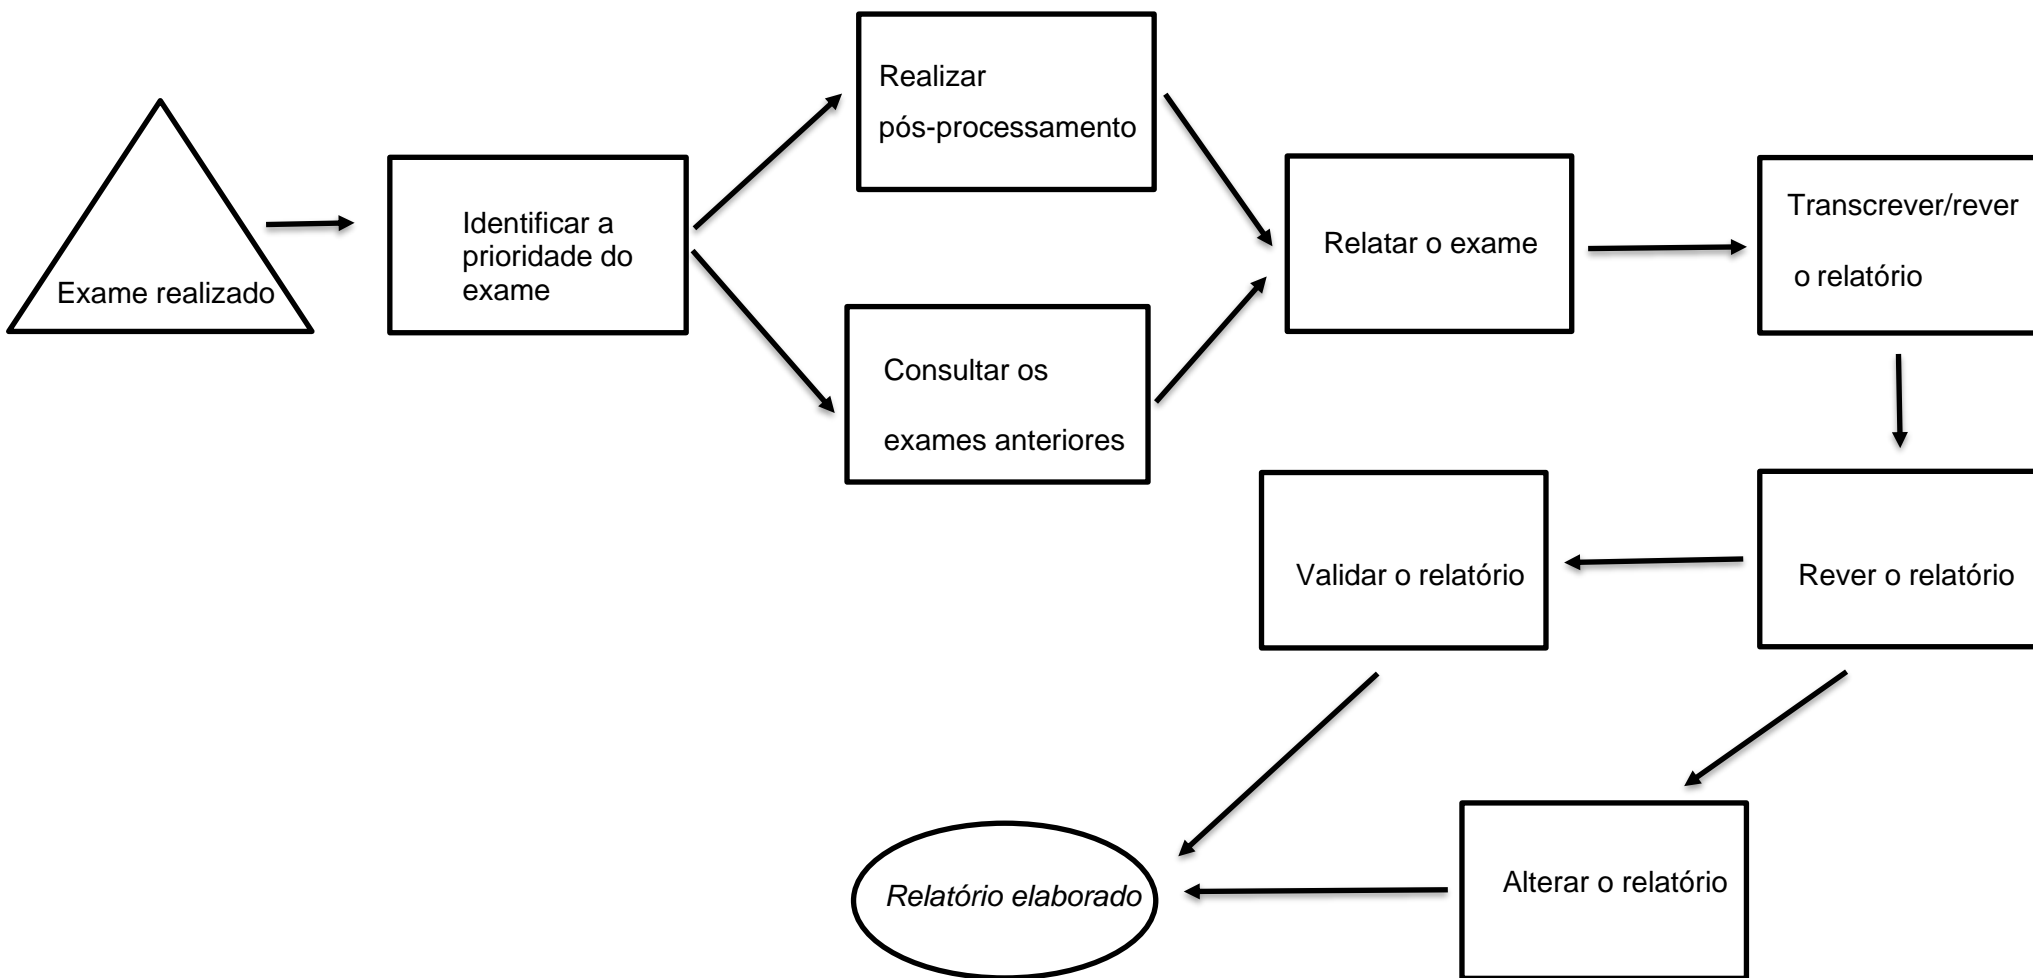 Exame realizado
Identificar a
prioridade do
exame
Realizar
pós-processamento
Consultar os
exames anteriores
Relatar o exame
Transcrever/rever
o relatório
Rever o relatório
Validar o relatório
Alterar o relatório
Relatório elaborado